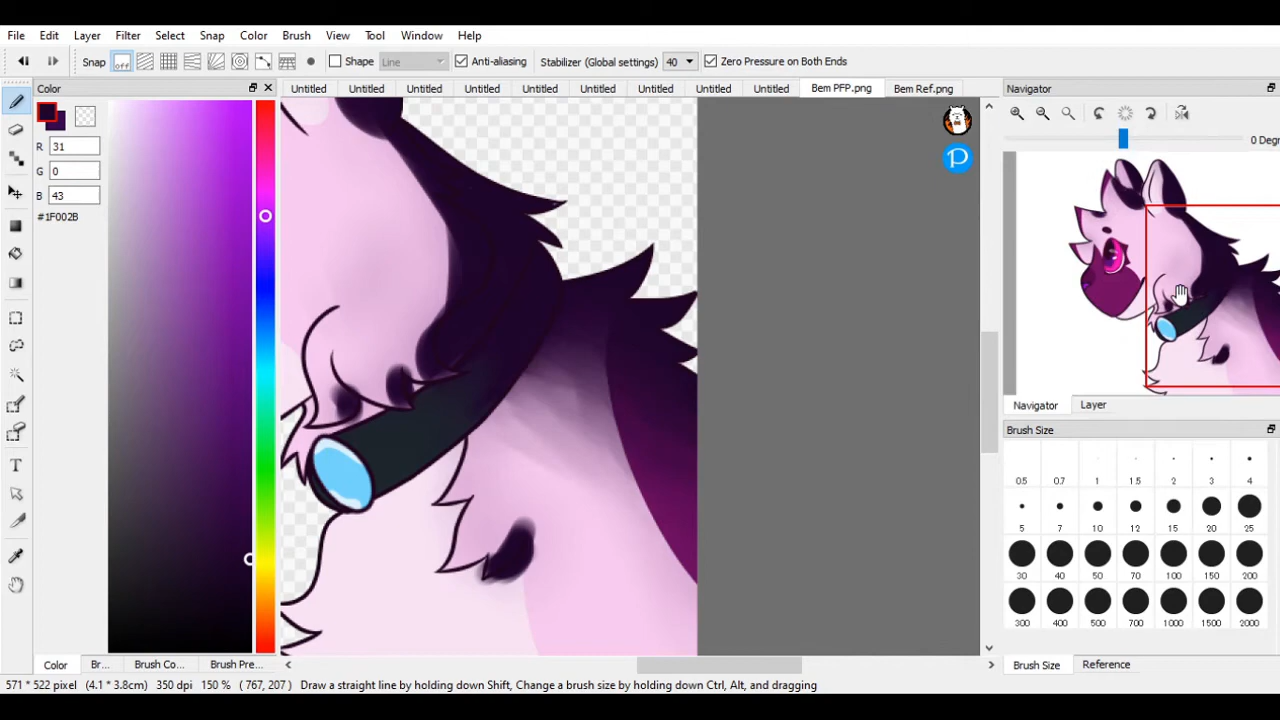 File Edit Layer Filter Select Snap Color Brush View Tool Window Help
Snap off Shape Line Anti-aliasing Stabilizer (Global settings) 40 Zero Pressure on Both Ends
Color Untitled Untitled Untitled Untitled Untitled Untitled Untitled Untitled Untitled Bem PFP.png Bem Ref.png Navigator
R 31
G 0
B 43
#1F002B
P
0 Degr
Navigator Layer
Brush Size
0.5 0.7 1 1.5 2 3 4
5 7 10 12 15 20 25
30 40 50 70 100 150 200
300 400 500 700 1000 1500 2000
T
Color Br... Brush Co... Brush Pre... Brush Size Reference
571 * 522 pixel (4.1 * 3.8cm) 350 dpi 150 % ( 767, 207) Draw a straight line by holding down Shift, Change a brush size by holding down Ctrl, Alt, and dragging